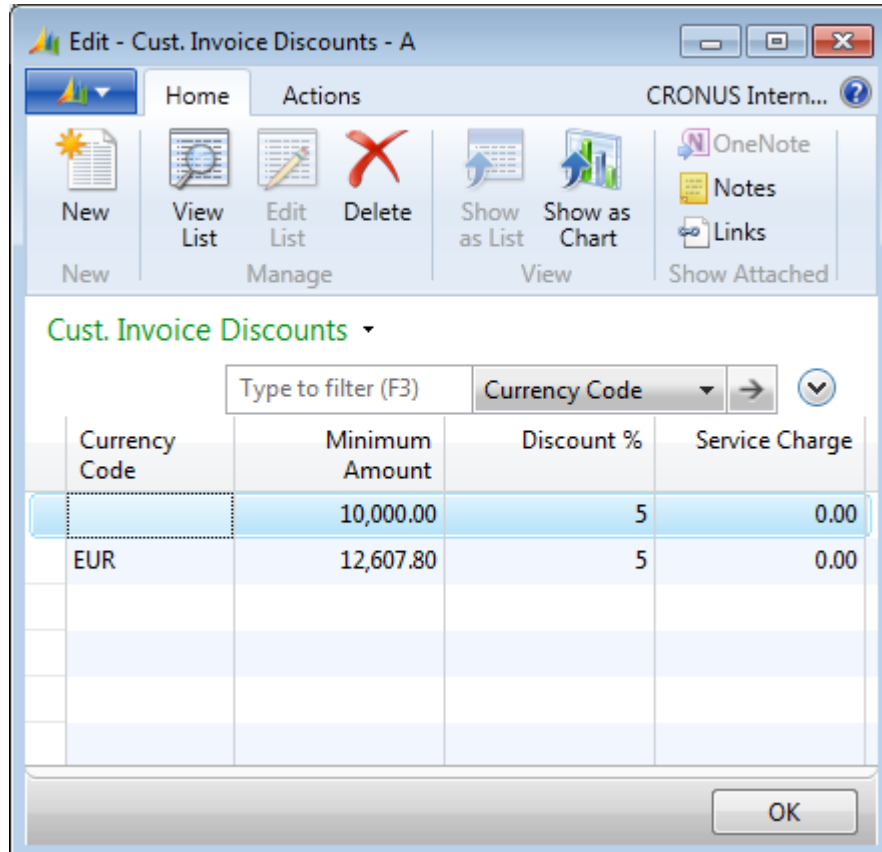 Edit - Cust. Invoice Discounts - A
Home Actions CRONUS Intern...
New
View List
Edit List
Delete
Show as List
Show as Chart
OneNote
Notes
Links
New Manage View Show Attached
Cust. Invoice Discounts
Type to filter (F3) Currency Code
Currency Code Minimum Amount Discount % Service Charge
10,000.00 5 0.00
EUR 12,607.80 5 0.00
OK